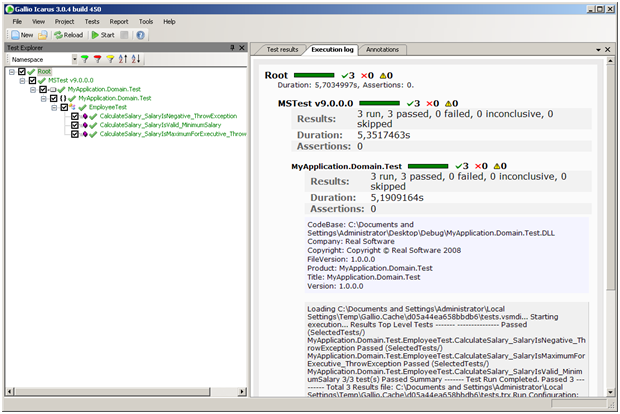 Gallio Icarus 3.0.4 build 450
File Project Tests Report Tools Help
New Reload Start
Test Explorer
Namespace
Root
MSTest v9.0.0.0
MyApplication.Domain.Test
MyApplication.Domain.Test
EmployeeTest
CalculateSalary_SalaryIsNegative_ThrowException
CalculateSalary_SalaryIsValid_MinimumSalary
CalculateSalary_SalaryIsMaximumForExecutive_Throw
Test results Execution log Annotations
Root 3 0 0
Duration: 5,7034997s, Assertions: 0.
MSTest v9.0.0.0 3 0 0
Results: 3 run, 3 passed, 0 failed, 0 inconclusive, 0
skipped
Duration: 5,3517463s
Assertions: 0
MyApplication.Domain.Test 3 0 0
Results: 3 run, 3 passed, 0 failed, 0 inconclusive, 0
skipped
Duration: 5,1909164s
Assertions: 0
CodeBase: C:\Documents and
Settings\Administrator\Desktop\Debug\MyApplication.Domain.Test.DLL
Company: Real Software
Copyright: Copyright © Real Software 2008
FileVersion: 1.0.0.0
Product: MyApplication.Domain.Test
Title: MyApplication.Domain.Test
Version: 1.0.0.0
Loading C:\Documents and Settings\Administrator\Local
Settings\Temp\Gallio.Cache\d05a44ea658bbdb6\tests.vsmdi... Starting
execution... Results Top Level Tests ------- --------------- Passed
(SelectedTests/)
MyApplication.Domain.Test.EmployeeTest.CalculateSalary_SalaryIsNegative_Th
rowException Passed (SelectedTests/)
MyApplication.Domain.Test.EmployeeTest.CalculateSalary_SalaryIsMaximumFor
Executive_ThrowException Passed (SelectedTests/)
MyApplication.Domain.Test.EmployeeTest.CalculateSalary_SalaryIsValid_Minim
umSalary 3/3 test(s) Passed Summary ------- Test Run Completed. Passed 3 ---
------ Total 3 Results file: C:\Documents and Settings\Administrator\Local
Settings\Temp\Gallio.Cache\d05a44ea658bbdb6\tests.trx Run Configuration: